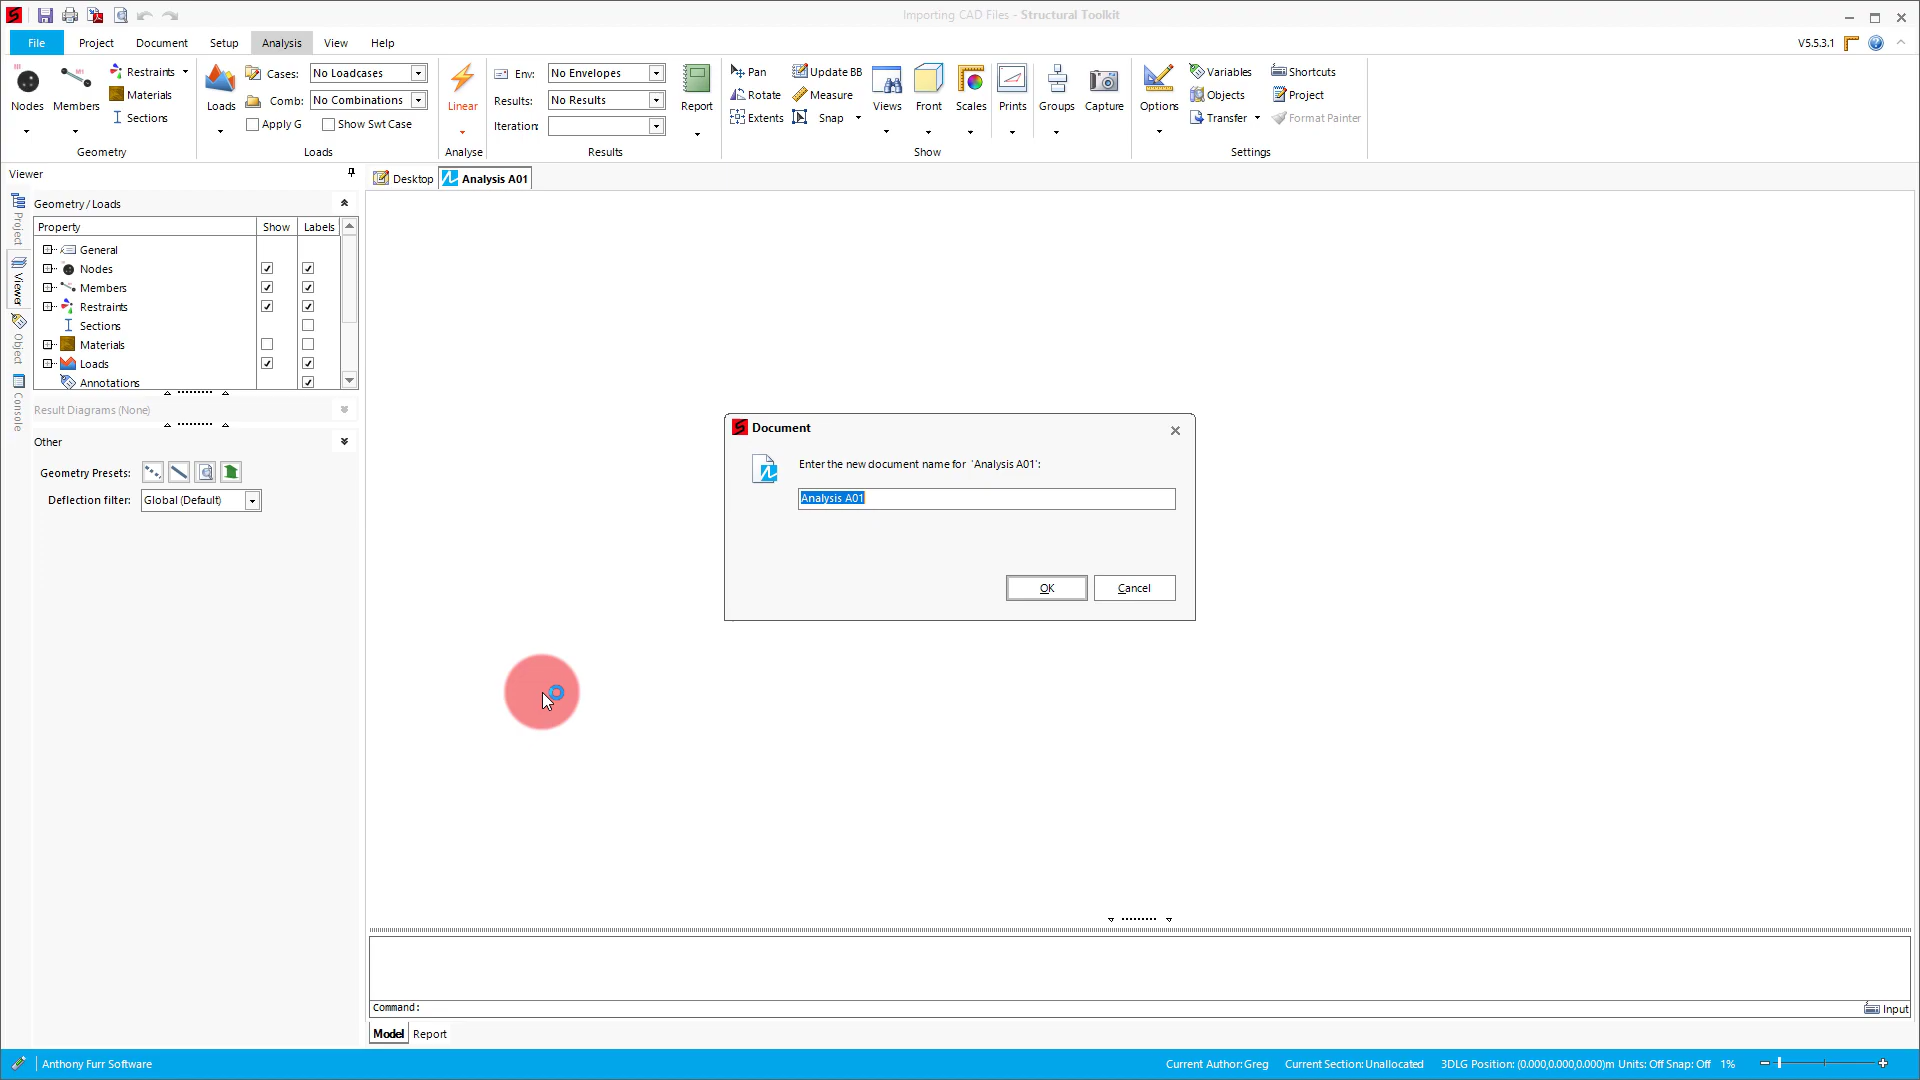 Importing CAD Files - Structural Toolkit
File Project Document Setup Analysis View Help
V5.5.3.1
Nodes
Members
Restraints
Materials
Sections
Geometry
Loads
Cases: No Loadcases
Comb: No Combinations
Apply G Show Swt Case
Loads
Linear
Analyse
Env: No Envelopes
Results: No Results
Iteration:
Results
Report
Pan
Rotate
Extents
Update BB
Measure
Snap
Views
Front
Scales
Prints
Groups
Capture
Show
Options
Variables
Objects
Transfer
Shortcuts
Project
Format Painter
Settings
Viewer
Project
Viewer
Object
Console
Geometry/Loads
Property Show Labels
General
Nodes
Members
Restraints
Sections
Materials
Loads
Annotations
Result Diagrams (None)
Other
Geometry Presets:
Deflection filter: Global (Default)
Desktop Analysis A01
Document
Enter the new document name for 'Analysis A01':
Analysis A01
OK Cancel
Command:
Input
Model Report
Anthony Furr Software
Current Author: Greg Current Section: Unallocated 3DLG Position: (0.000,0.000,0.000)m Units: Off Snap: Off 1%